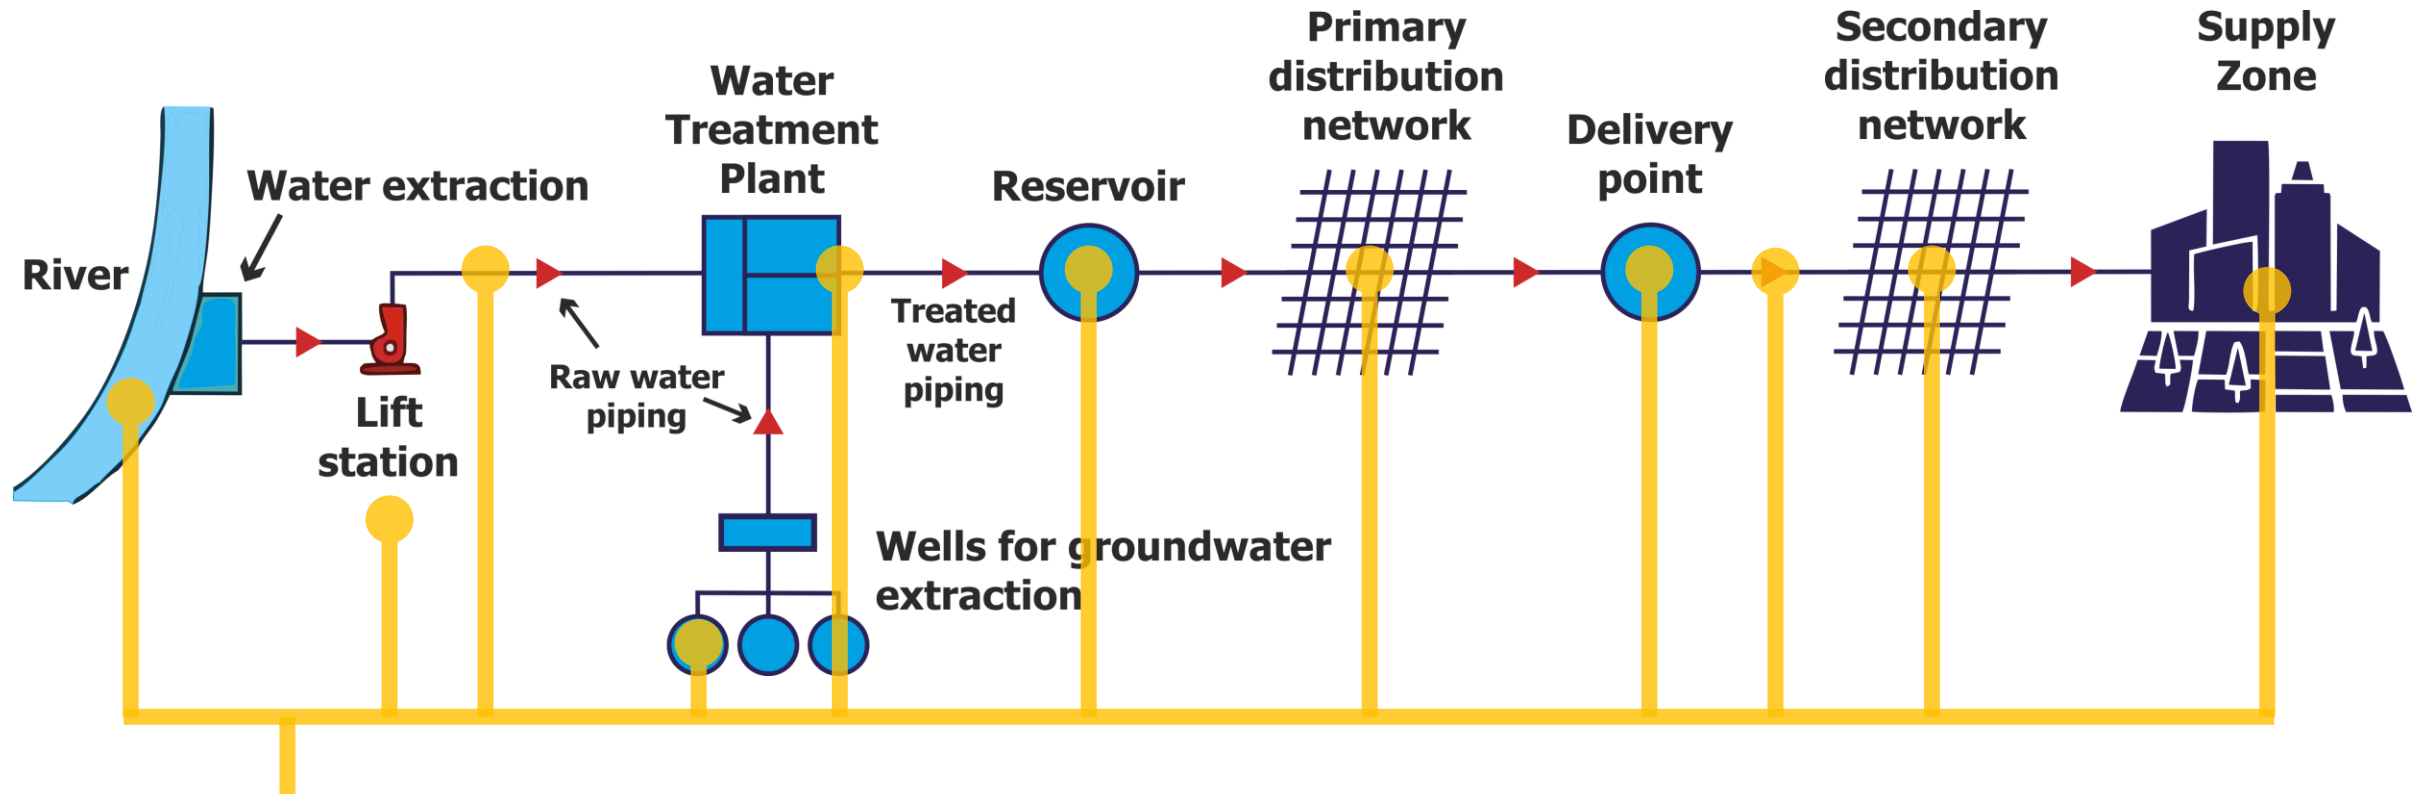 River
Water extraction
Lift
station
Raw water
piping
Water
Treatment
Plant
Treated
water
piping
Wells for groundwater
extraction
Reservoir
Primary
distribution
network
Delivery
point
Secondary
distribution
network
Supply
Zone